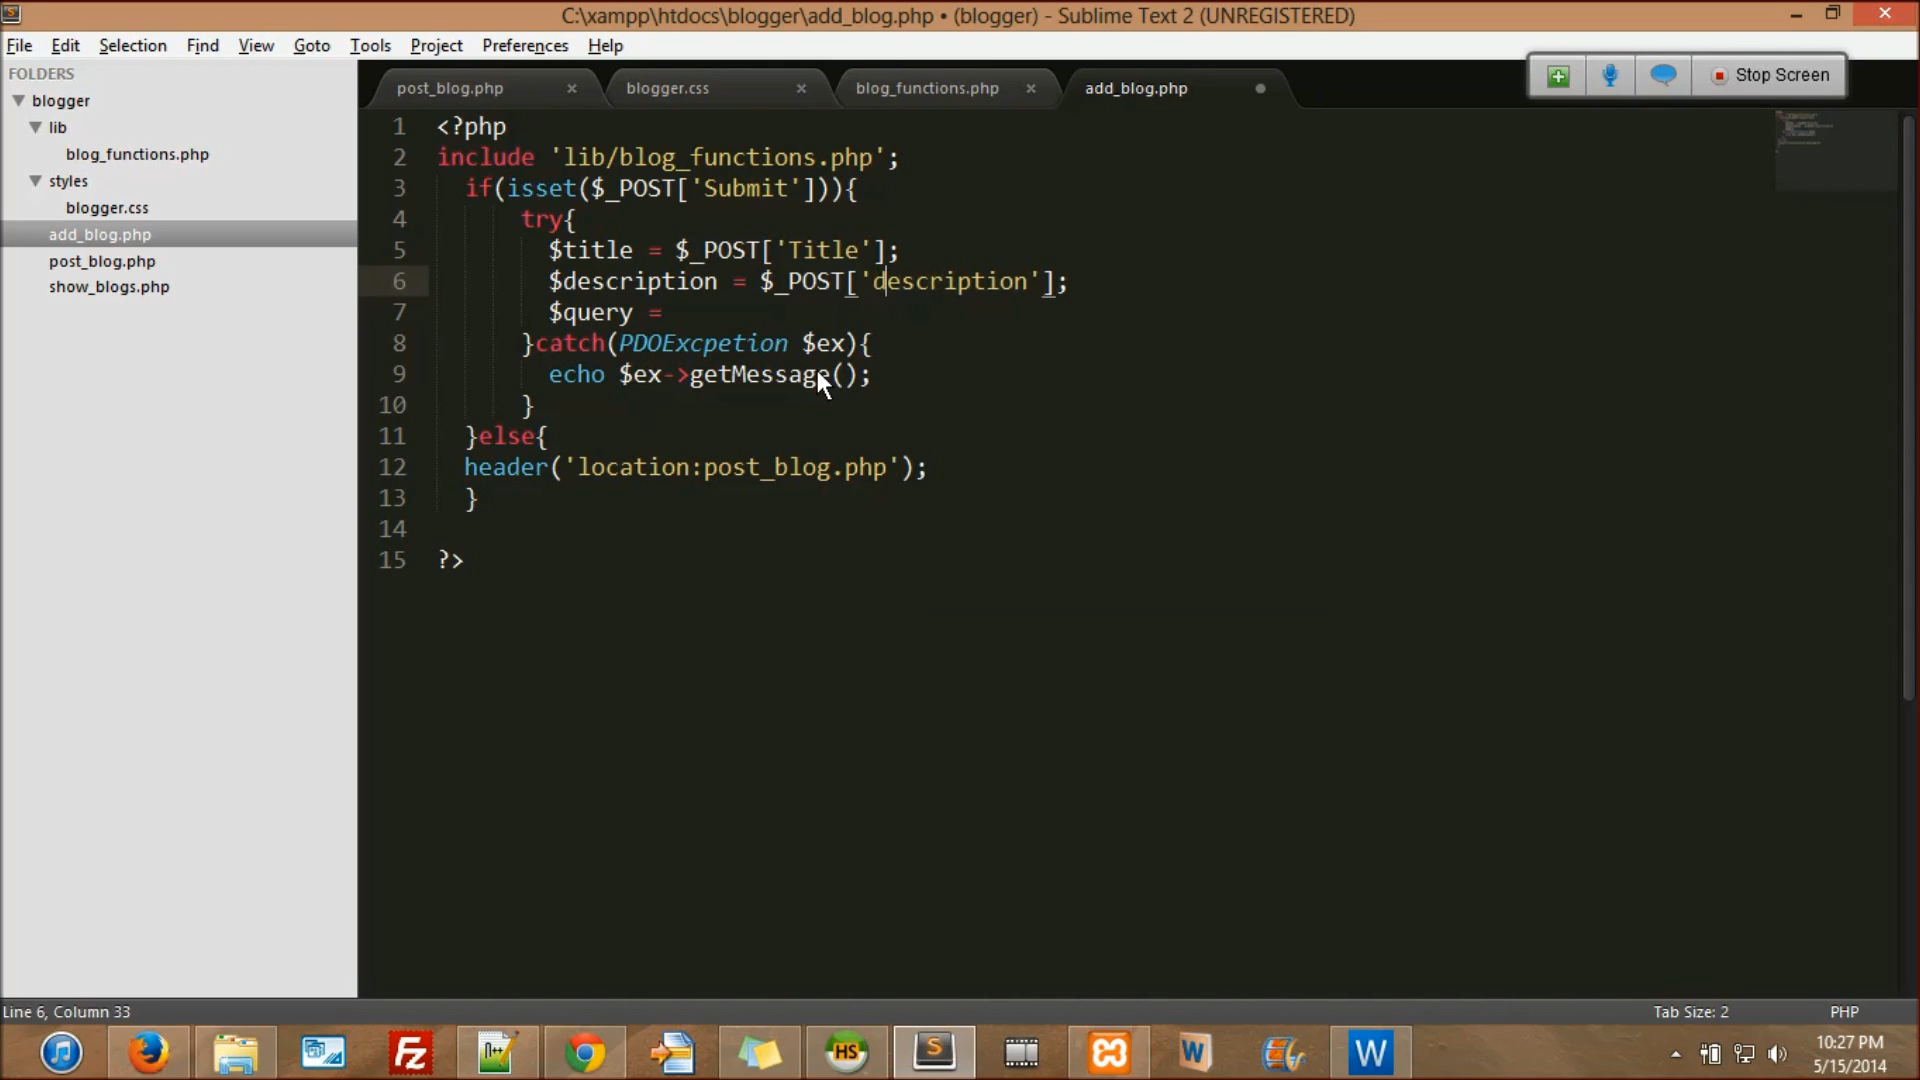 C:\xampp\htdocs\blogger\add_blog.php • (blogger) - Sublime Text 2 (UNREGISTERED)
File Edit Selection Find View Goto Tools Project Preferences Help
Stop Screen
FOLDERS
blogger
lib
blog_functions.php
styles
blogger.css
add_blog.php
post_blog.php
show_blogs.php
post_blog.php × blogger.css × blog_functions.php × add_blog.php
1 <?php
2 include 'lib/blog_functions.php';
3 if(isset($_POST['Submit'])){
4 try{
5 $title = $_POST['Title'];
6 $description = $_POST['description'];
7 $query =
8 }catch(PDOExcpetion $ex){
9 echo $ex->getMessage();
10 }
11 }else{
12 header('location:post_blog.php');
13 }
14
15 ?>
Line 6, Column 33
Tab Size: 2
PHP
10:27 PM
5/15/2014